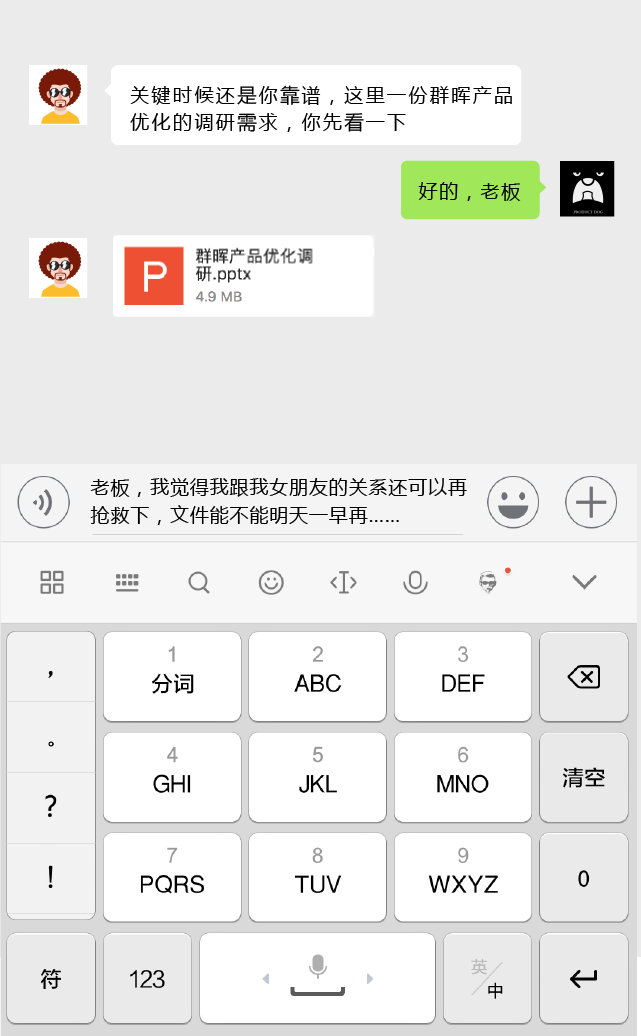 关键时候还是你靠谱，这里一份群晖产品
优化的调研需求，你先看一下
好的，老板
PRODUCT DOG
P
群晖产品优化调
研.pptx
4.9 MB
老板，我觉得我跟我女朋友的关系还可以再
抢救下，文件能不能明天一早再......
，
。
?
!
1
分词
2
ABC
3
DEF
4
GHI
5
JKL
6
MNO
清空
7
PQRS
8
TUV
9
WXYZ
0
符
123
英
中